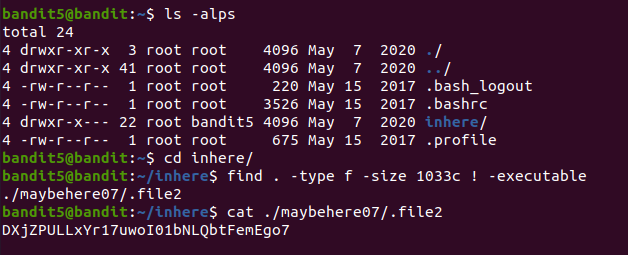 bandit5@bandit:~$ ls -alps
total 24
4 drwxr-xr-x  3 root root    4096 May  7  2020 ./
4 drwxr-xr-x 41 root root    4096 May  7  2020 ../
4 -rw-r--r--  1 root root     220 May 15  2017 .bash_logout
4 -rw-r--r--  1 root root    3526 May 15  2017 .bashrc
4 drwxr-x--- 22 root bandit5 4096 May  7  2020 inhere/
4 -rw-r--r--  1 root root     675 May 15  2017 .profile
bandit5@bandit:~$ cd inhere/
bandit5@bandit:~/inhere$ find . -type f -size 1033c ! -executable
./maybehere07/.file2
bandit5@bandit:~/inhere$ cat ./maybehere07/.file2
DXjZPULLxYr17uwoI01bNLQbtFemEgo7